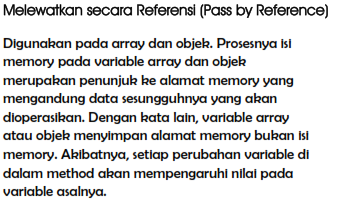 Melewatkan secara Referensi (Pass by Reference)
Digunakan pada array dan objek. Prosesnya isi
memory pada variable array dan objek
merupakan penunjuk ke alamat memory yang
mengandung data sesungguhnya yang akan
dioperasikan. Dengan kata lain, variable array
atau objek menyimpan alamat memory bukan isi
memory. Akibatnya, setiap perubahan variable di
dalam method akan mempengaruhi nilai pada
variable asalnya.